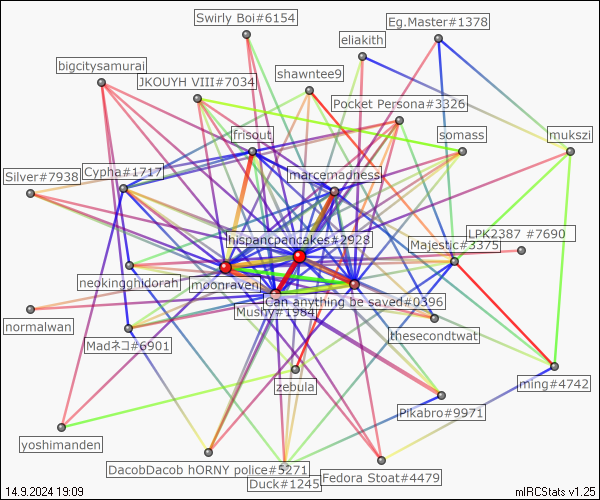 Swirly Boi#6154
Eg.Master#1378
eliakith
bigcitysamurai
shawntee9
JKOUYH VIII#7034
Pocket Persona#3326
frisout
somass
mukszi
Silver#7938
Cypha#1717
marcemadness
hispancpancakes#2928
Majestic#3375
LPK2387 #7690
neokinghidorah
moonraven
Can anything be saved#0396
Mushy#1984
normalwan
Madネコ#6901
thesecondtwat
zebula
ming#4742
Pikabro#9971
yoshimanden
DacobDacob hORNY police#5271
Fedora Stoat#4479
Duck#1245
14.9.2024 19:09
mIRCStats v1.25